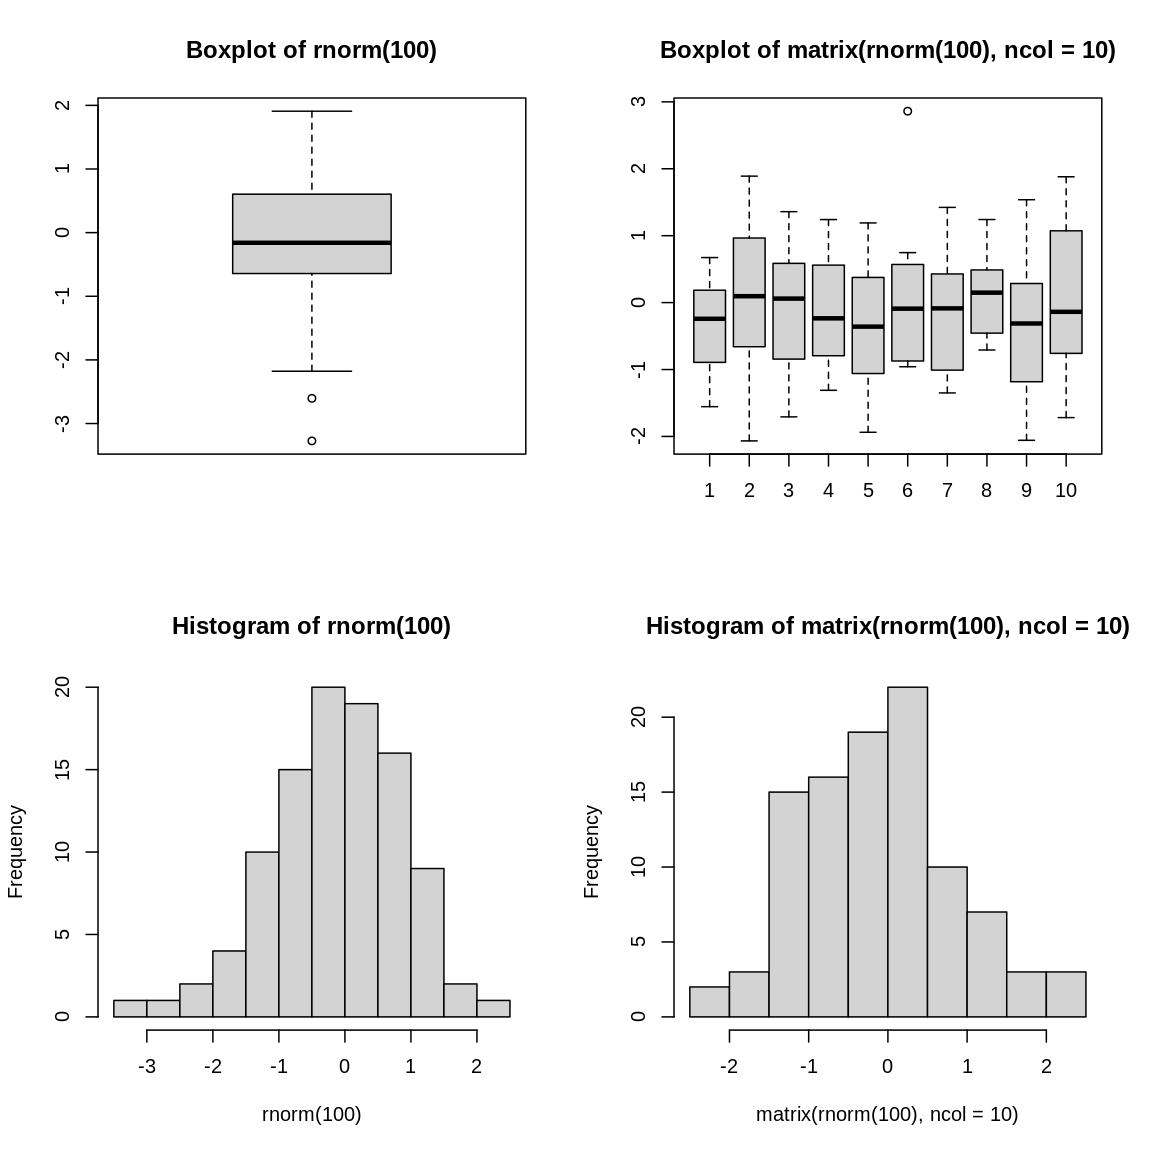 Boxplot of rnorm(100)
2
1
0
-1
-2
-3
Boxplot of matrix(rnorm(100), ncol = 10)
3
2
1
0
-1
-2
1 2 3 4 5 6 7 8 9 10
Histogram of rnorm(100)
Frequency
20
15
10
5
0
-3 -2 -1 0 1 2
rnorm(100)
Histogram of matrix(rnorm(100), ncol = 10)
Frequency
20
15
10
5
0
-2 -1 0 1 2
matrix(rnorm(100), ncol = 10)